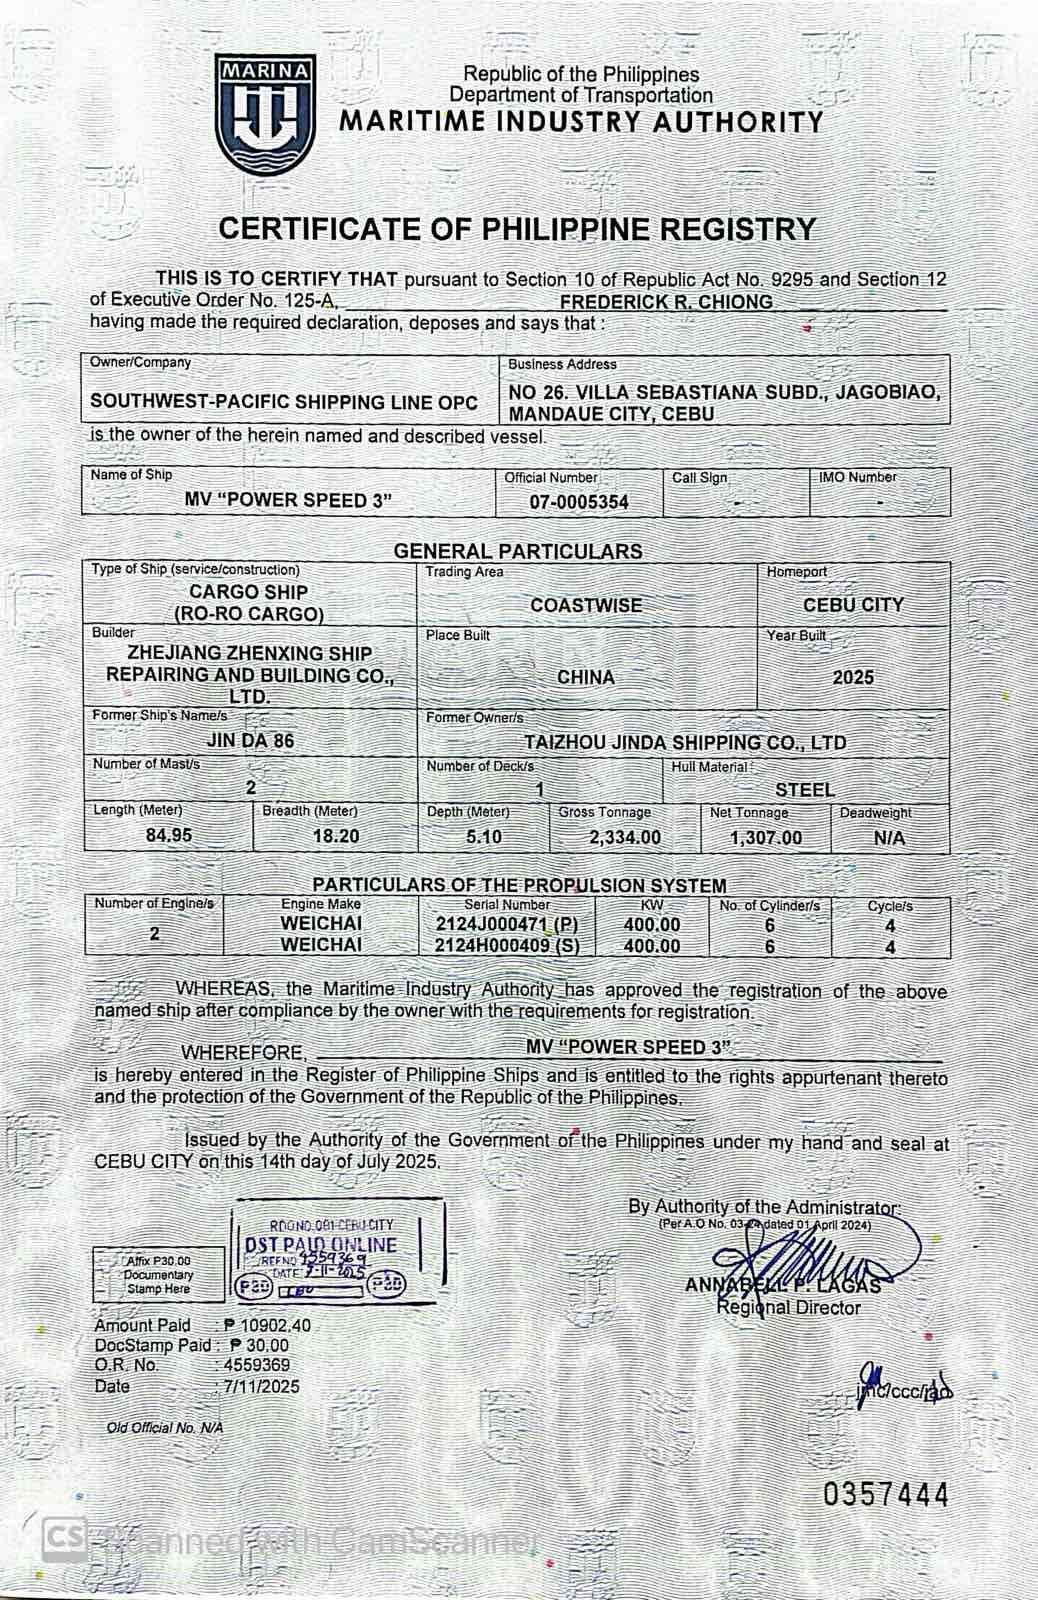 MARINA
Republic of the Philippines
Department of Transportation
MARITIME INDUSTRY AUTHORITY
CERTIFICATE OF PHILIPPINE REGISTRY
THIS IS TO CERTIFY THAT pursuant to Section 10 of Republic Act No. 9295 and Section 12
of Executive Order No. 125-A, FREDERICK R. CHIONG
having made the required declaration, deposes and says that :
Owner/Company
SOUTHWEST-PACIFIC SHIPPING LINE OPC
Business Address
NO 26. VILLA SEBASTIANA SUBD., JAGOBIAO,
MANDAUE CITY, CEBU
is the owner of the herein named and described vessel.
Name of Ship
MV “POWER SPEED 3”
Official Number
07-0005354
Call Sign
-
IMO Number
-
GENERAL PARTICULARS
Type of Ship (service/construction)
CARGO SHIP
(RO-RO CARGO)
Trading Area
COASTWISE
Homeport
CEBU CITY
Builder
ZHEJIANG ZHENXING SHIP
REPAIRING AND BUILDING CO.,
LTD.
Place Built
CHINA
Year Built
2025
Former Ship's Name/s
JIN DA 86
Former Owner/s
TAIZHOU JINDA SHIPPING CO., LTD
Number of Mast/s
2
Number of Deck/s
1
Hull Material
STEEL
Length (Meter)
84.95
Breadth (Meter)
18.20
Depth (Meter)
5.10
Gross Tonnage
2,334.00
Net Tonnage
1,307.00
Deadweight
N/A
PARTICULARS OF THE PROPULSION SYSTEM
Number of Engine/s Engine Make Serial Number KW No. of Cylinder/s Cycle/s
2
WEICHAI 2124J000471 (P) 400.00 6 4
WEICHAI 2124H000409 (S) 400.00 6 4
WHEREAS, the Maritime Industry Authority has approved the registration of the above
named ship after compliance by the owner with the requirements for registration.
WHEREFORE, MV “POWER SPEED 3”
is hereby entered in the Register of Philippine Ships and is entitled to the rights appurtenant thereto
and the protection of the Government of the Republic of the Philippines.
Issued by the Authority of the Government of the Philippines under my hand and seal at
CEBU CITY on this 14th day of July 2025.
By Authority of the Administrator:
(Per A.O No. 03-24 dated 01 April 2024)
ANNABELL P. LAGAS
Regional Director
Affix P30.00
Documentary
Stamp Here
RDO NO. 081-CEBU CITY
DST PAID ONLINE
REF NO 4559369
DATE 7-11-2025
P30
CEBU
P30
Amount Paid : ₱ 10902.40
DocStamp Paid : ₱ 30.00
O.R. No. : 4559369
Date : 7/11/2025
jmc/ccc/jad
Old Official No. N/A
0357444
CS Scanned with CamScanner